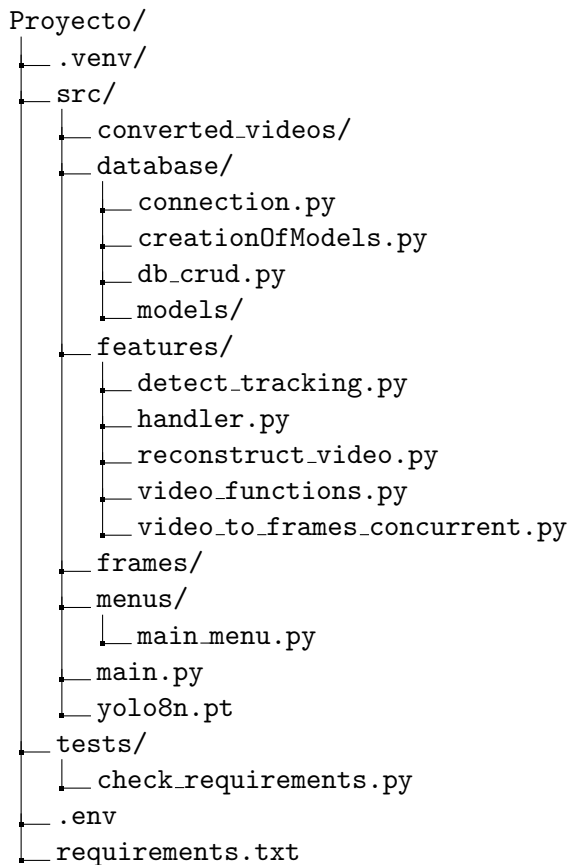 Proyecto/
.venv/
src/
converted_videos/
database/
connection.py
creationOfModels.py
db_crud.py
models/
features/
detect_tracking.py
handler.py
reconstruct_video.py
video_functions.py
video_to_frames_concurrent.py
frames/
menus/
main_menu.py
main.py
yolo8n.pt
tests/
check_requirements.py
.env
requirements.txt